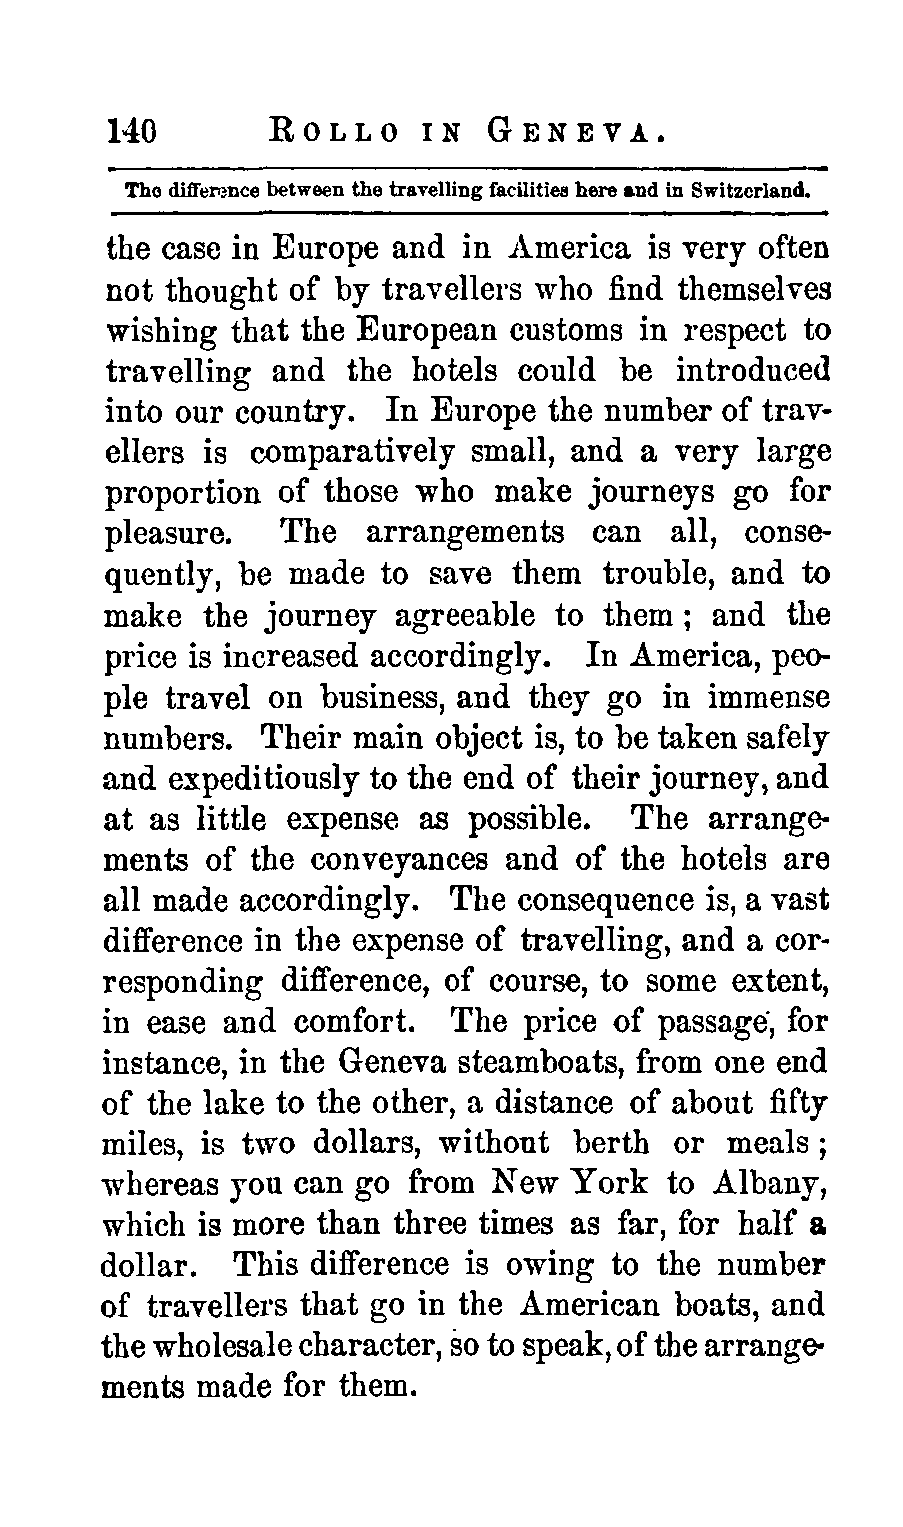 140 ROLLO IN GENEVA.
The difference between the travelling facilities here and in Switzerland.
the case in Europe and in America is very often
not thought of by travellers who find themselves
wishing that the European customs in respect to
travelling and the hotels could be introduced
into our country. In Europe the number of trav-
ellers is comparatively small, and a very large
proportion of those who make journeys go for
pleasure. The arrangements can all, conse-
quently, be made to save them trouble, and to
make the journey agreeable to them ; and the
price is increased accordingly. In America, peo-
ple travel on business, and they go in immense
numbers. Their main object is, to be taken safely
and expeditiously to the end of their journey, and
at as little expense as possible. The arrange-
ments of the conveyances and of the hotels are
all made accordingly. The consequence is, a vast
difference in the expense of travelling, and a cor-
responding difference, of course, to some extent,
in ease and comfort. The price of passage, for
instance, in the Geneva steamboats, from one end
of the lake to the other, a distance of about fifty
miles, is two dollars, without berth or meals ;
whereas you can go from New York to Albany,
which is more than three times as far, for half a
dollar. This difference is owing to the number
of travellers that go in the American boats, and
the wholesale character, so to speak, of the arrange-
ments made for them.